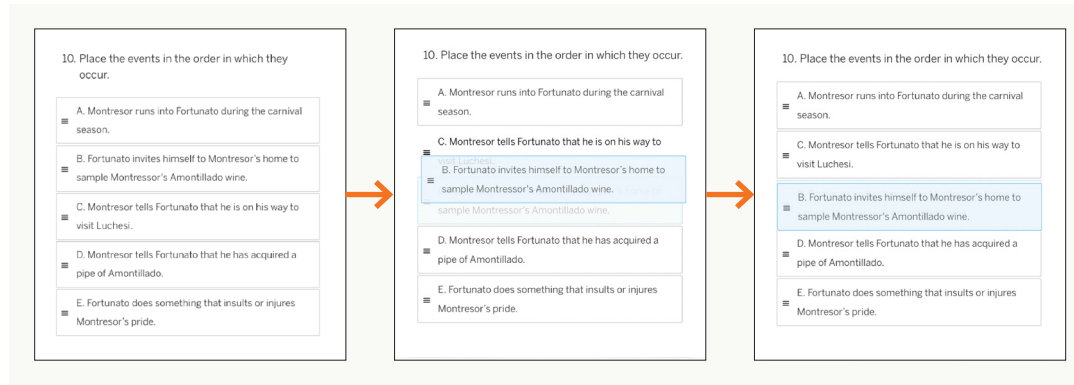 10. Place the events in the order in which they
occur.
A. Montresor runs into Fortunato during the carnival
season.
B. Fortunato invites himself to Montresor's home to
sample Montressor's Amontillado wine.
C. Montresor tells Fortunato that he is on his way to
visit Luchesi.
D. Montresor tells Fortunato that he has acquired a
pipe of Amontillado.
E. Fortunato does something that insults or injures
Montresor's pride.
10. Place the events in the order in which they occur.
A. Montresor runs into Fortunato during the carnival
season.
C. Montresor tells Fortunato that he is on his way to
visit Luchesi.
B. Fortunato invites himself to Montresor's home to
sample Montressor's Amontillado wine.
sample Montressor's Amontillado wine.
D. Montresor tells Fortunato that he has acquired a
pipe of Amontillado.
E. Fortunato does something that insults or injures
Montresor's pride.
10. Place the events in the order in which they occur.
A. Montresor runs into Fortunato during the carnival
season.
C. Montresor tells Fortunato that he is on his way to
visit Luchesi.
B. Fortunato invites himself to Montresor's home to
sample Montressor's Amontillado wine.
D. Montresor tells Fortunato that he has acquired a
pipe of Amontillado.
E. Fortunato does something that insults or injures
Montresor's pride.